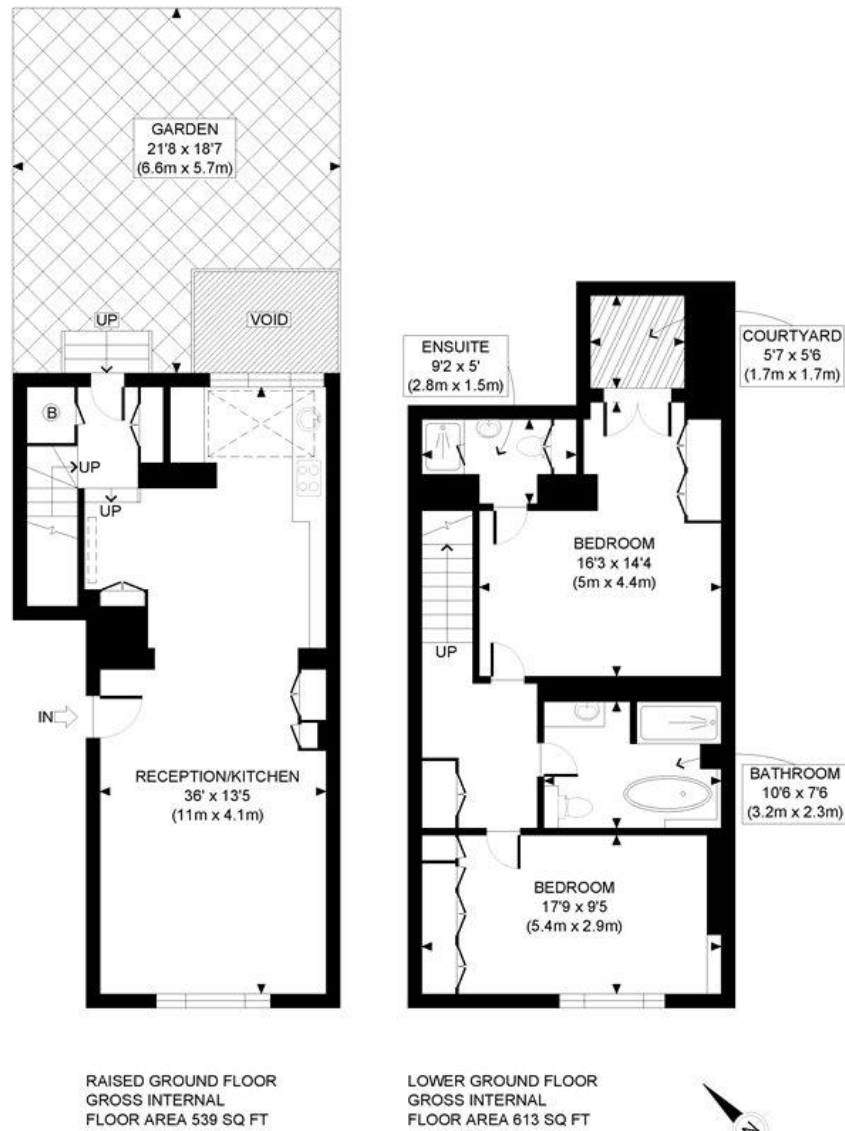 GARDEN
21'8 x 18'7
(6.6m x 5.7m)
UP
VOID
B
UP
UP
IN
RECEPTION/KITCHEN
36' x 13'5
(11m x 4.1m)
RAISED GROUND FLOOR
GROSS INTERNAL
FLOOR AREA 539 SQ FT
ENSUITE
9'2 x 5'
(2.8m x 1.5m)
COURTYARD
5'7 x 5'6
(1.7m x 1.7m)
BEDROOM
16'3 x 14'4
(5m x 4.4m)
UP
BATHROOM
10'6 x 7'6
(3.2m x 2.3m)
BEDROOM
17'9 x 9'5
(5.4m x 2.9m)
LOWER GROUND FLOOR
GROSS INTERNAL
FLOOR AREA 613 SQ FT
N